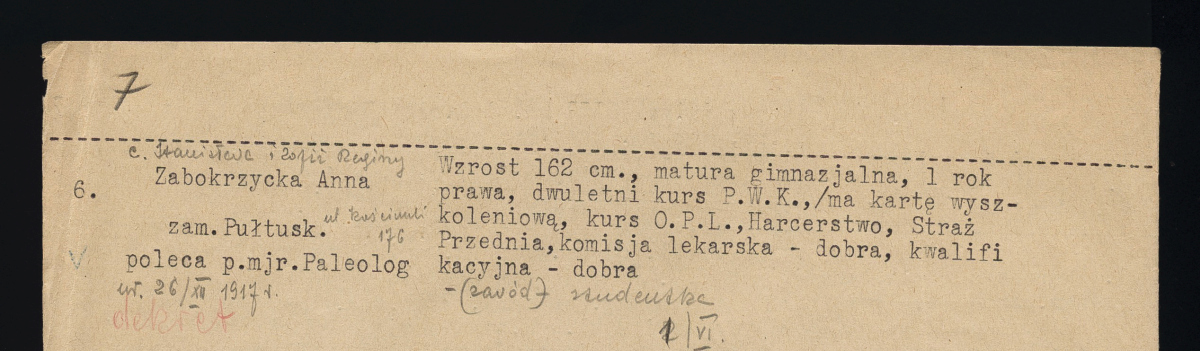 7
c. Stanisława i Zofii Reginy
6.
Zabokrzycka Anna
zam.Pułtusk. ul. Kościuszki
176
V
poleca p.mjr.Paleolog
ur. 26/XII 1917 r.
dekret
Wzrost 162 cm., matura gimnazjalna, 1 rok
prawa, dwuletni kurs P.W.K.,/ma kartę wysz-
koleniową, kurs O.P.L.,Harcerstwo, Straż
Przednia,komisja lekarska - dobra, kwalifi
kacyjna - dobra
-(zawód) studentka
/VI.